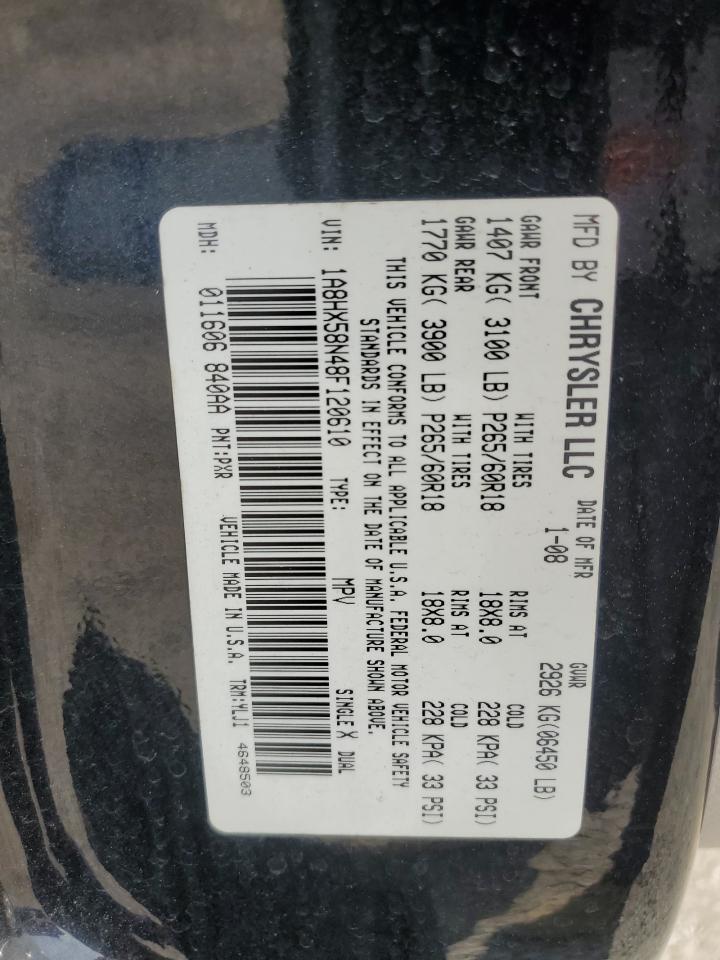 MFD BY CHRYSLER LLC DATE OF MFR GVWR
1-08 2926 KG(06450 LB)
GAWR FRONT WITH TIRES RIMS AT COLD
1407 KG( 3100 LB) P265/60R18 18X8.0 228 KPA( 33 PSI)
GAWR REAR WITH TIRES RIMS AT COLD
1770 KG( 3900 LB) P265/60R18 18X8.0 228 KPA( 33 PSI)
THIS VEHICLE CONFORMS TO ALL APPLICABLE U.S.A. FEDERAL MOTOR VEHICLE SAFETY
STANDARDS IN EFFECT ON THE DATE OF MANUFACTURE SHOWN ABOVE.
VIN: 1A8HX58N48F120610 TYPE: MPV SINGLE X DUAL
MDH: 011606 840AA PNT:PXR VEHICLE MADE IN U.S.A. TRM:YLJ1 4648503